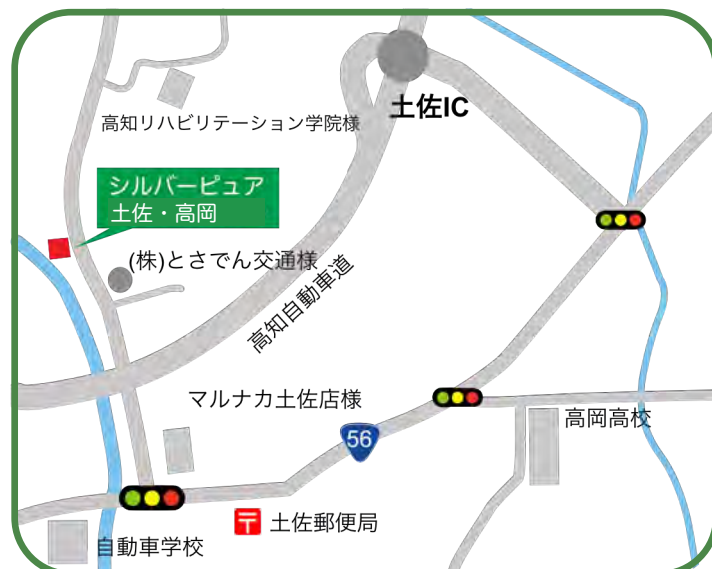 土佐IC
高知リハビリテーション学院様
シルバーピュア
土佐・高岡
(株)とさでん交通様
高知自動車道
マルナカ土佐店様
高岡高校
56
〒
土佐郵便局
自動車学校